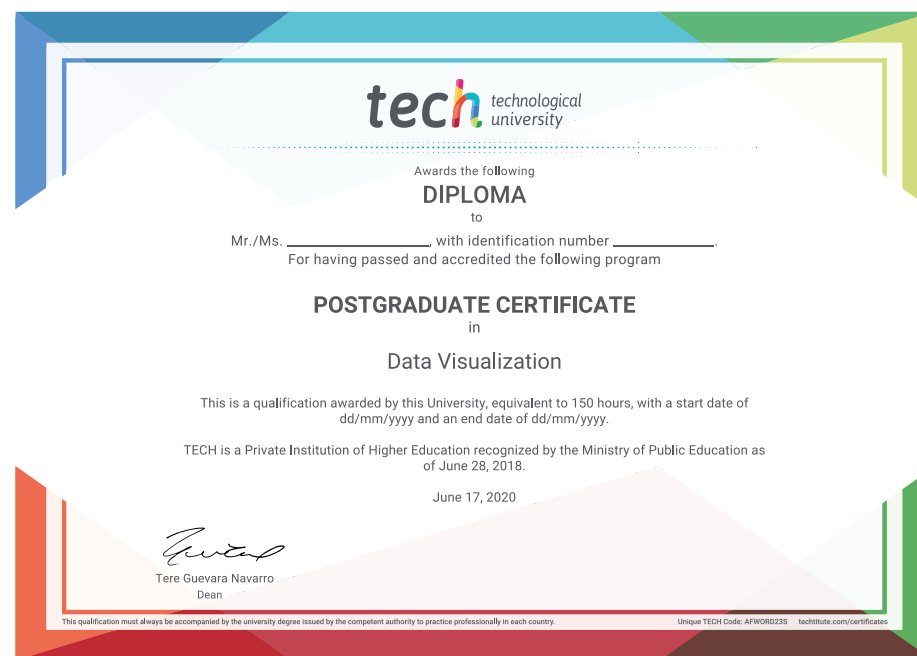 tech technological
university
Awards the following
DIPLOMA
to
Mr./Ms. ____________________, with identification number ______________.
For having passed and accredited the following program
POSTGRADUATE CERTIFICATE
in
Data Visualization
This is a qualification awarded by this University, equivalent to 150 hours, with a start date of
dd/mm/yyyy and an end date of dd/mm/yyyy.
TECH is a Private Institution of Higher Education recognized by the Ministry of Public Education as
of June 28, 2018.
June 17, 2020
Tere Guevara Navarro
Dean
This qualification must always be accompanied by the university degree issued by the competent authority to practice professionally in each country. Unique TECH Code: AFWORD23S techtitute.com/certificates